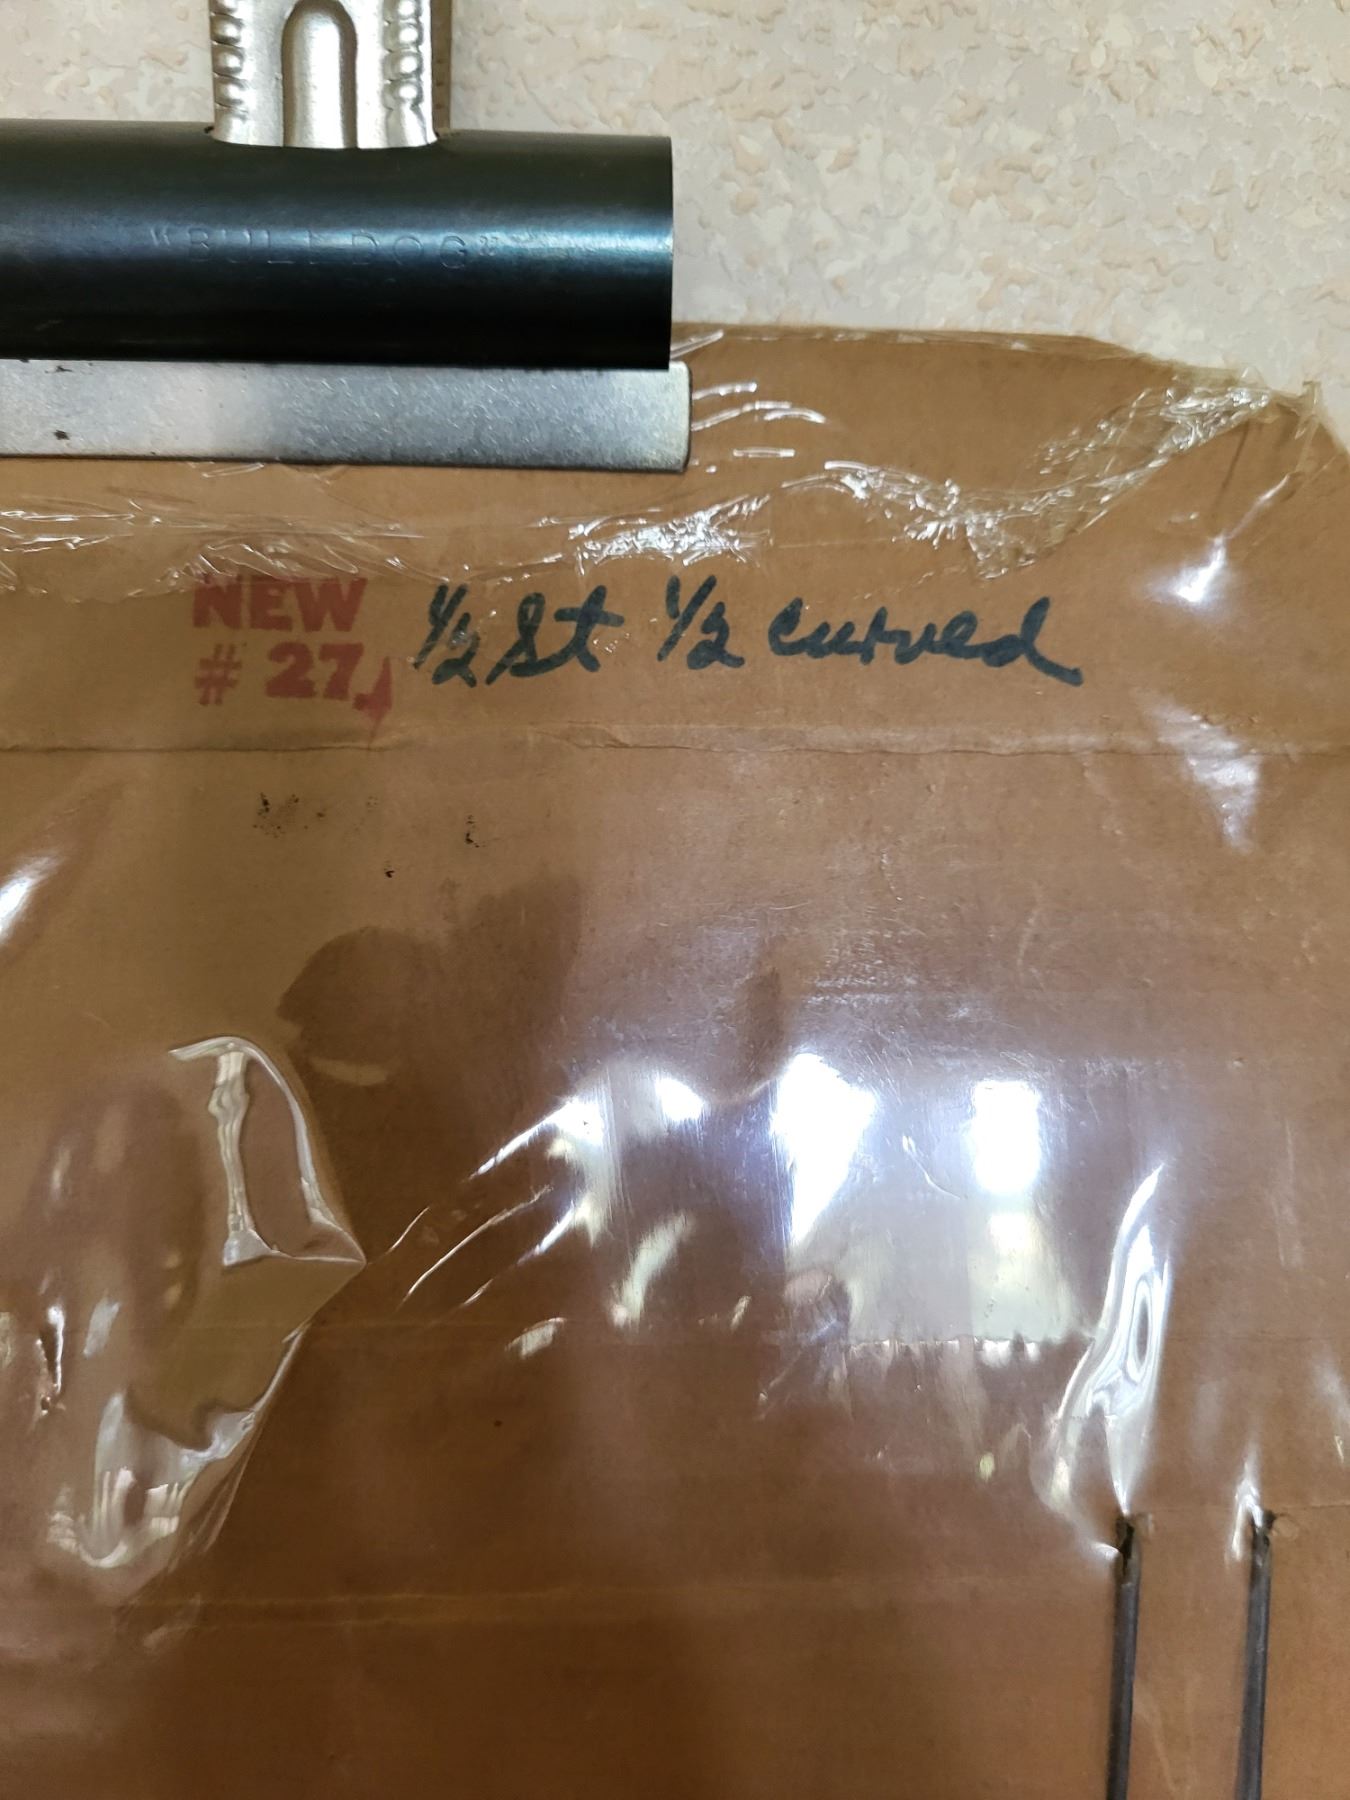 "BULLDOG"
NEW
# 27
1/2 St 1/2 curved